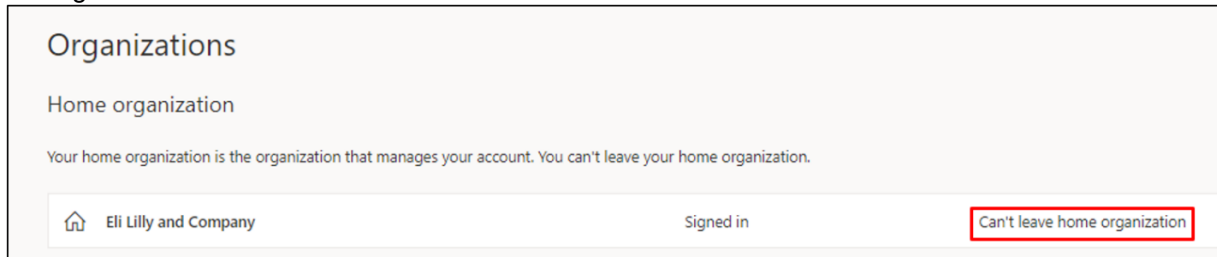 Organizations
Home organization
Your home organization is the organization that manages your account. You can't leave your home organization.
Eli Lilly and Company Signed in Can't leave home organization